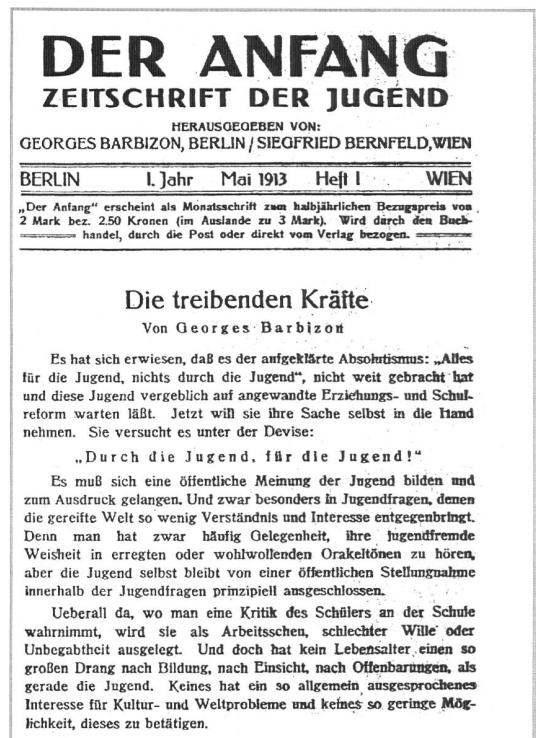 DER ANFANG
ZEITSCHRIFT DER JUGEND
HERAUSGEGEBEN VON:
GEORGES BARBIZON, BERLIN / SIEGFRIED BERNFELD, WIEN
BERLIN I. Jahr Mai 1913 Heft I WIEN
„Der Anfang“ erscheint als Monatsschrift zum halbjährlichen Bezugspreis von
2 Mark bez. 2.50 Kronen (im Auslande zu 3 Mark). Wird durch den Buch-
handel, durch die Post oder direkt vom Verlag bezogen.
Die treibenden Kräfte
Von Georges Barbizon
Es hat sich erwiesen, daß es der aufgeklärte Absolutismus: „Alles
für die Jugend, nichts durch die Jugend“, nicht weit gebracht hat
und diese Jugend vergeblich auf angewandte Erziehungs- und Schul-
reform warten läßt. Jetzt will sie ihre Sache selbst in die Hand
nehmen. Sie versucht es unter der Devise:
„Durch die Jugend, für die Jugend!“
Es muß sich eine öffentliche Meinung der Jugend bilden und
zum Ausdruck gelangen. Und zwar besonders in Jugendfragen, denen
die gereifte Welt so wenig Verständnis und Interesse entgegenbringt.
Denn man hat zwar häufig Gelegenheit, ihre jugendfremde
Weisheit in erregten oder wohlwollenden Orakeltönen zu hören,
aber die Jugend selbst bleibt von einer öffentlichen Stellungnahme
innerhalb der Jugendfragen prinzipiell ausgeschlossen.
Ueberall da, wo man eine Kritik des Schülers an der Schule
wahrnimmt, wird sie als Arbeitsscheu, schlechter Wille oder
Unbegabtheit ausgelegt. Und doch hat kein Lebensalter einen so
großen Drang nach Bildung, nach Einsicht, nach Offenbarungen, als
gerade die Jugend. Keines hat ein so allgemein ausgesprochenes
Interesse für Kultur- und Weltprobleme und keines so geringe Mög-
lichkeit, dieses zu betätigen.